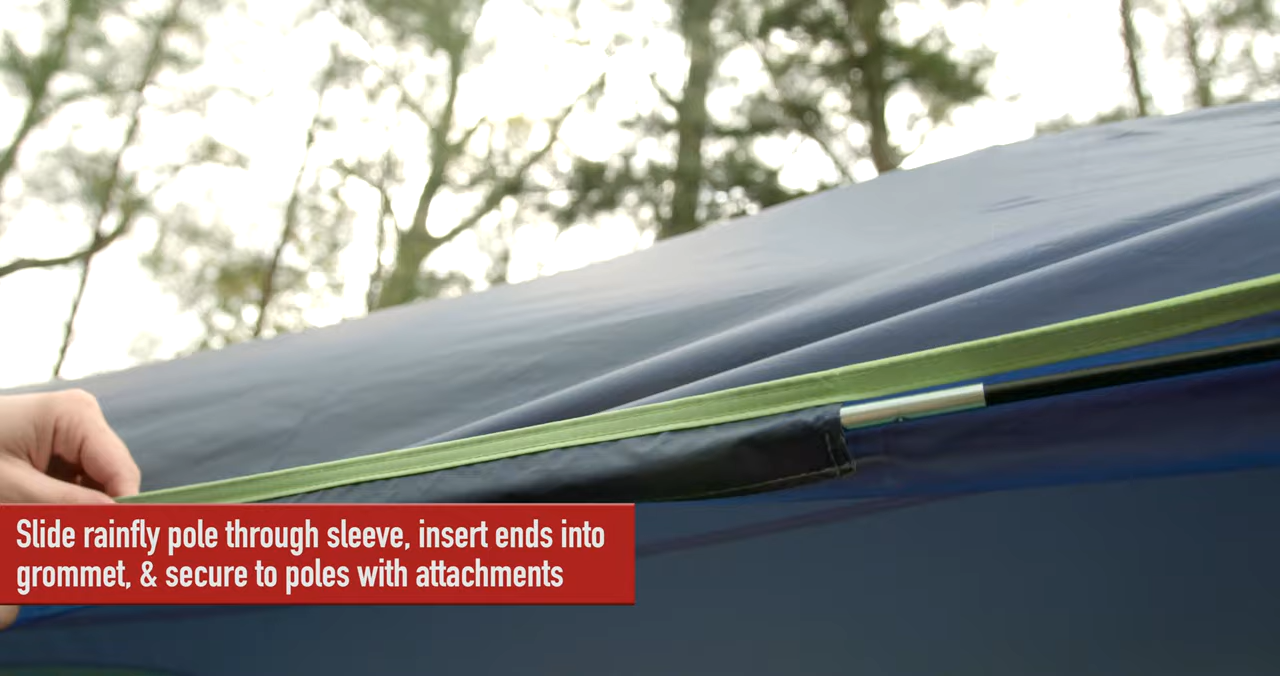 Slide rainfly pole through sleeve, insert ends into
grommet, & secure to poles with attachments